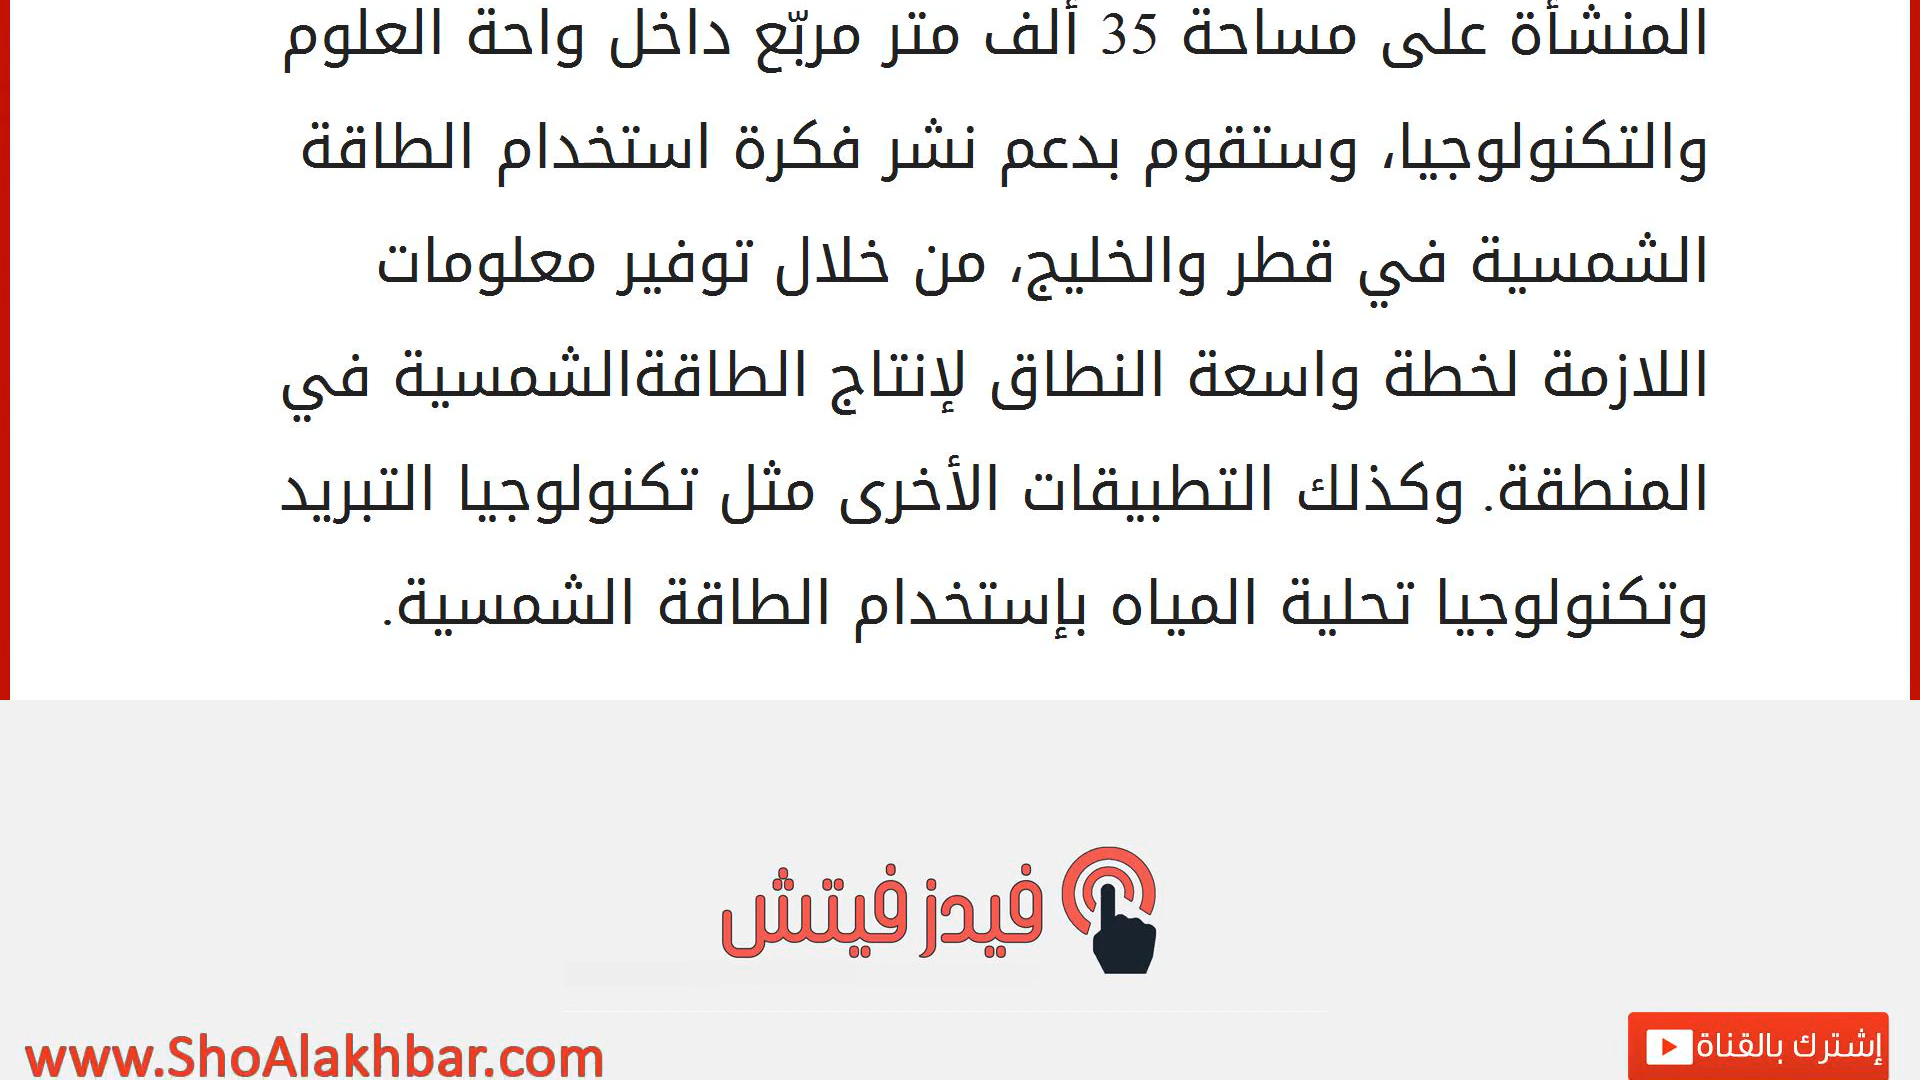 المنشأة على مساحة 35 ألف متر مربّع داخل واحة العلوم
والتكنولوجيا، وستقوم بدعم نشر فكرة استخدام الطاقة
الشمسية في قطر والخليج، من خلال توفير معلومات
اللازمة لخطة واسعة النطاق لإنتاج الطاقةالشمسية في
المنطقة. وكذلك التطبيقات الأخرى مثل تكنولوجيا التبريد
وتكنولوجيا تحلية المياه بإستخدام الطاقة الشمسية.
فيدز فيتش
www.ShoAlakhbar.com
إشترك بالقناة